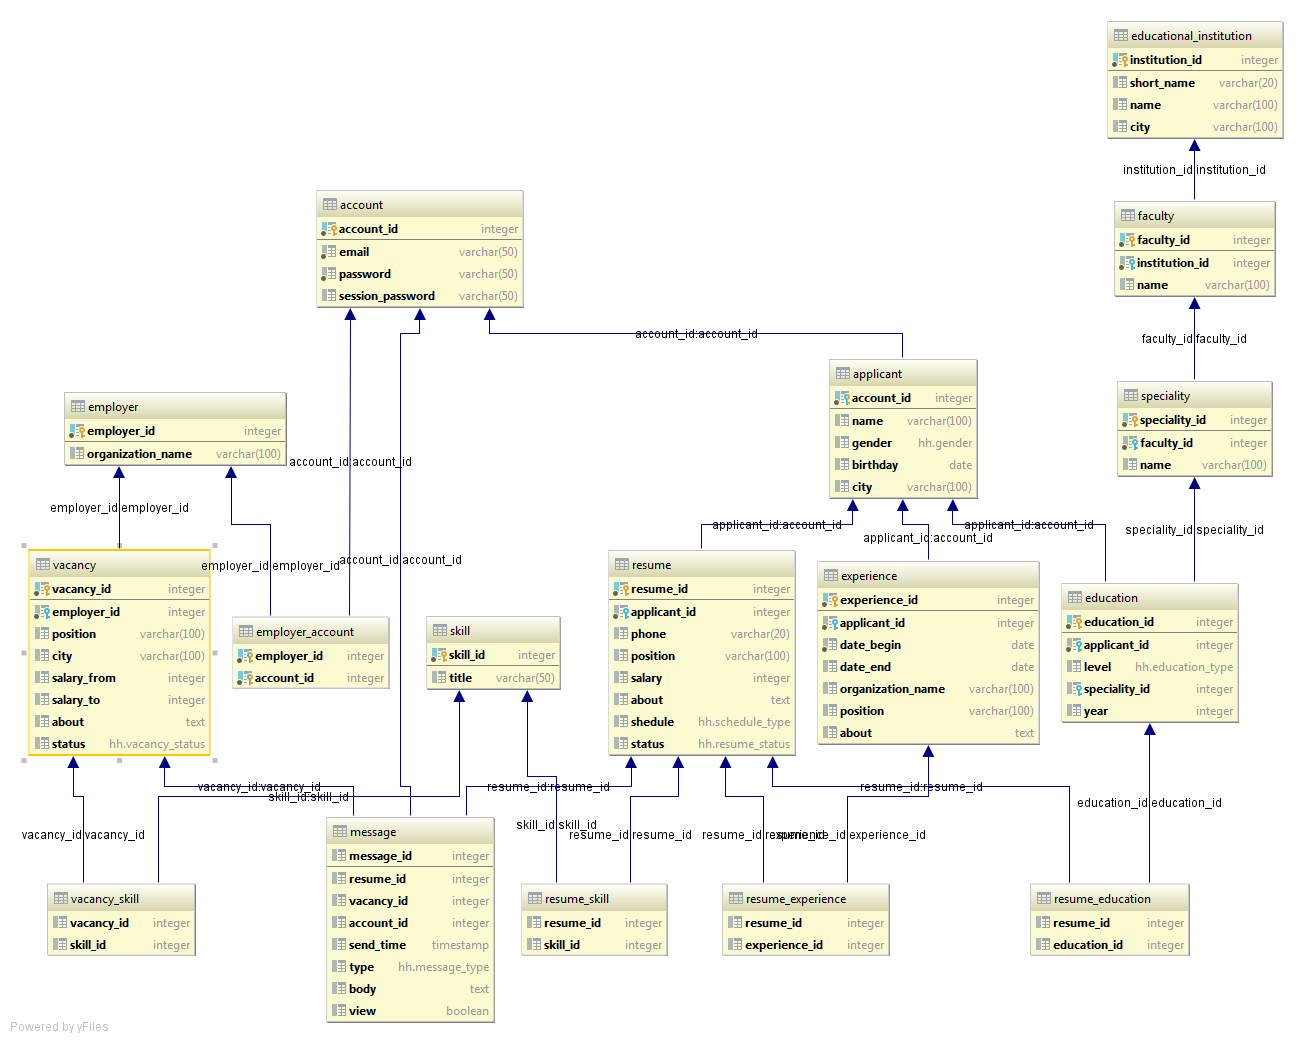 educational_institution
institution_id integer
short_name varchar(20)
name varchar(100)
city varchar(100)
institution_id:institution_id
faculty
faculty_id integer
institution_id integer
name varchar(100)
faculty_id:faculty_id
speciality
speciality_id integer
faculty_id integer
name varchar(100)
speciality_id:speciality_id
account
account_id integer
email varchar(50)
password varchar(50)
session_password varchar(50)
account_id:account_id
account_id:account_id
account_id:account_id
applicant
account_id integer
name varchar(100)
gender hh.gender
birthday date
city varchar(100)
applicant_id:account_id
applicant_id:account_id
applicant_id:account_id
employer
employer_id integer
organization_name varchar(100)
employer_id:employer_id
employer_id:employer_id
vacancy
vacancy_id integer
employer_id integer
position varchar(100)
city varchar(100)
salary_from integer
salary_to integer
about text
status hh.vacancy_status
employer_account
employer_id integer
account_id integer
skill
skill_id integer
title varchar(50)
resume
resume_id integer
applicant_id integer
phone varchar(20)
position varchar(100)
salary integer
about text
shedule hh.schedule_type
status hh.resume_status
experience
experience_id integer
applicant_id integer
date_begin date
date_end date
organization_name varchar(100)
position varchar(100)
about text
education
education_id integer
applicant_id integer
level hh.education_type
speciality_id integer
year integer
vacancy_id:vacancy_id
skill_id:skill_id
resume_id:resume_id
resume_id:resume_id
education_id:education_id
vacancy_id:vacancy_id
skill_id:skill_id
resume_id:resume_id
resume_id:resume_id
experience_id:experience_id
message
message_id integer
resume_id integer
vacancy_id integer
account_id integer
send_time timestamp
type hh.message_type
body text
view boolean
vacancy_skill
vacancy_id integer
skill_id integer
resume_skill
resume_id integer
skill_id integer
resume_experience
resume_id integer
experience_id integer
resume_education
resume_id integer
education_id integer
Powered by yFiles